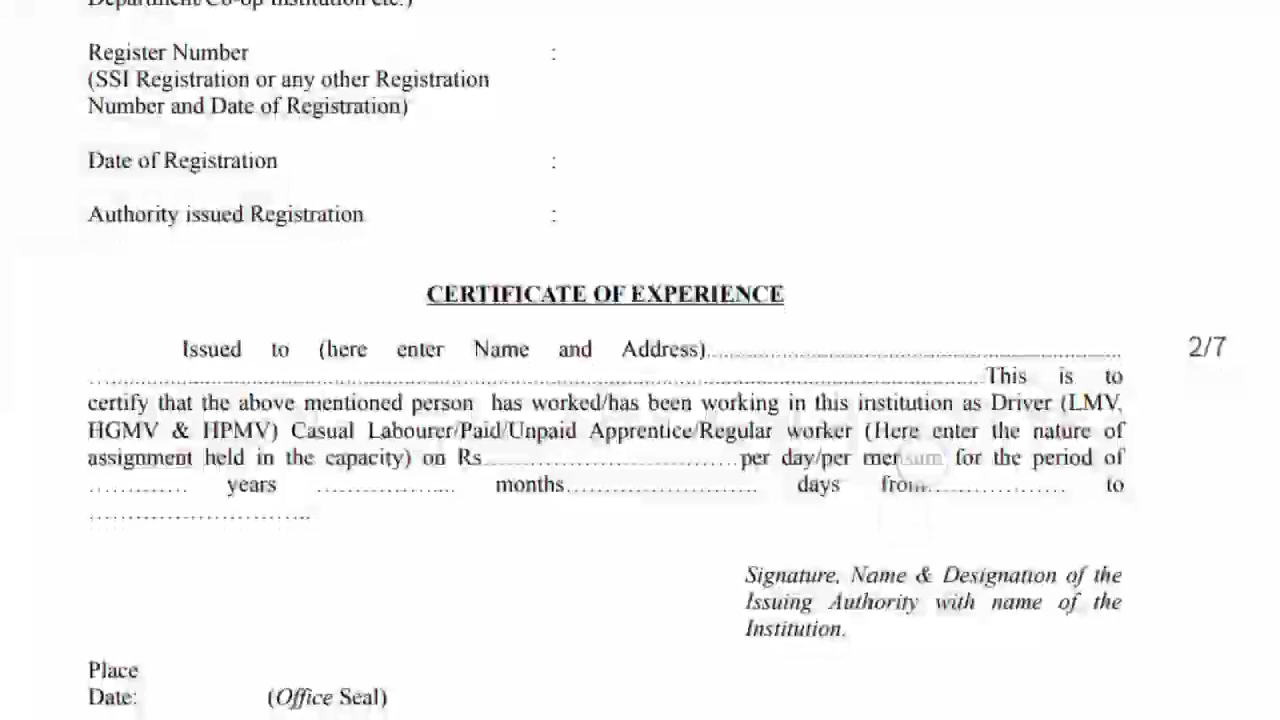 Department/Co-op Institution etc.)
Register Number :
(SSI Registration or any other Registration
Number and Date of Registration)
Date of Registration :
Authority issued Registration :
CERTIFICATE OF EXPERIENCE
Issued to (here enter Name and Address)..........................................................
2/7
..........................................................................................This is to
certify that the above mentioned person has worked/has been working in this institution as Driver (LMV,
HGMV & HPMV) Casual Labourer/Paid/Unpaid Apprentice/Regular worker (Here enter the nature of
assignment held in the capacity) on Rs....................................per day/per mensum for the period of
............. years .................. months......................... days from.................. to
.............................
Signature, Name & Designation of the
Issuing Authority with name of the
Institution.
Place
Date: (Office Seal)